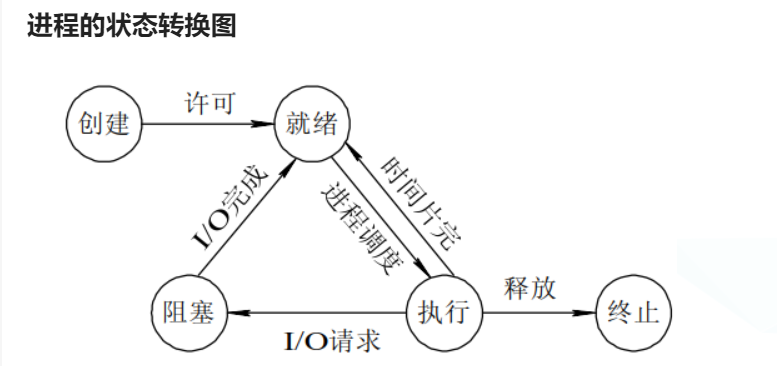 进程的状态转换图
创建
许可
就绪
I/O完成
进程调度
时间片完
阻塞
I/O请求
执行
释放
终止